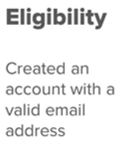 Eligibility
Created an
account with a
valid email
address